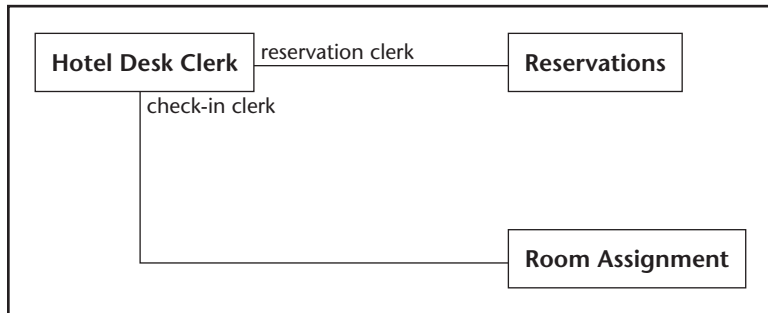 Hotel Desk Clerk
reservation clerk
Reservations
check-in clerk
Room Assignment